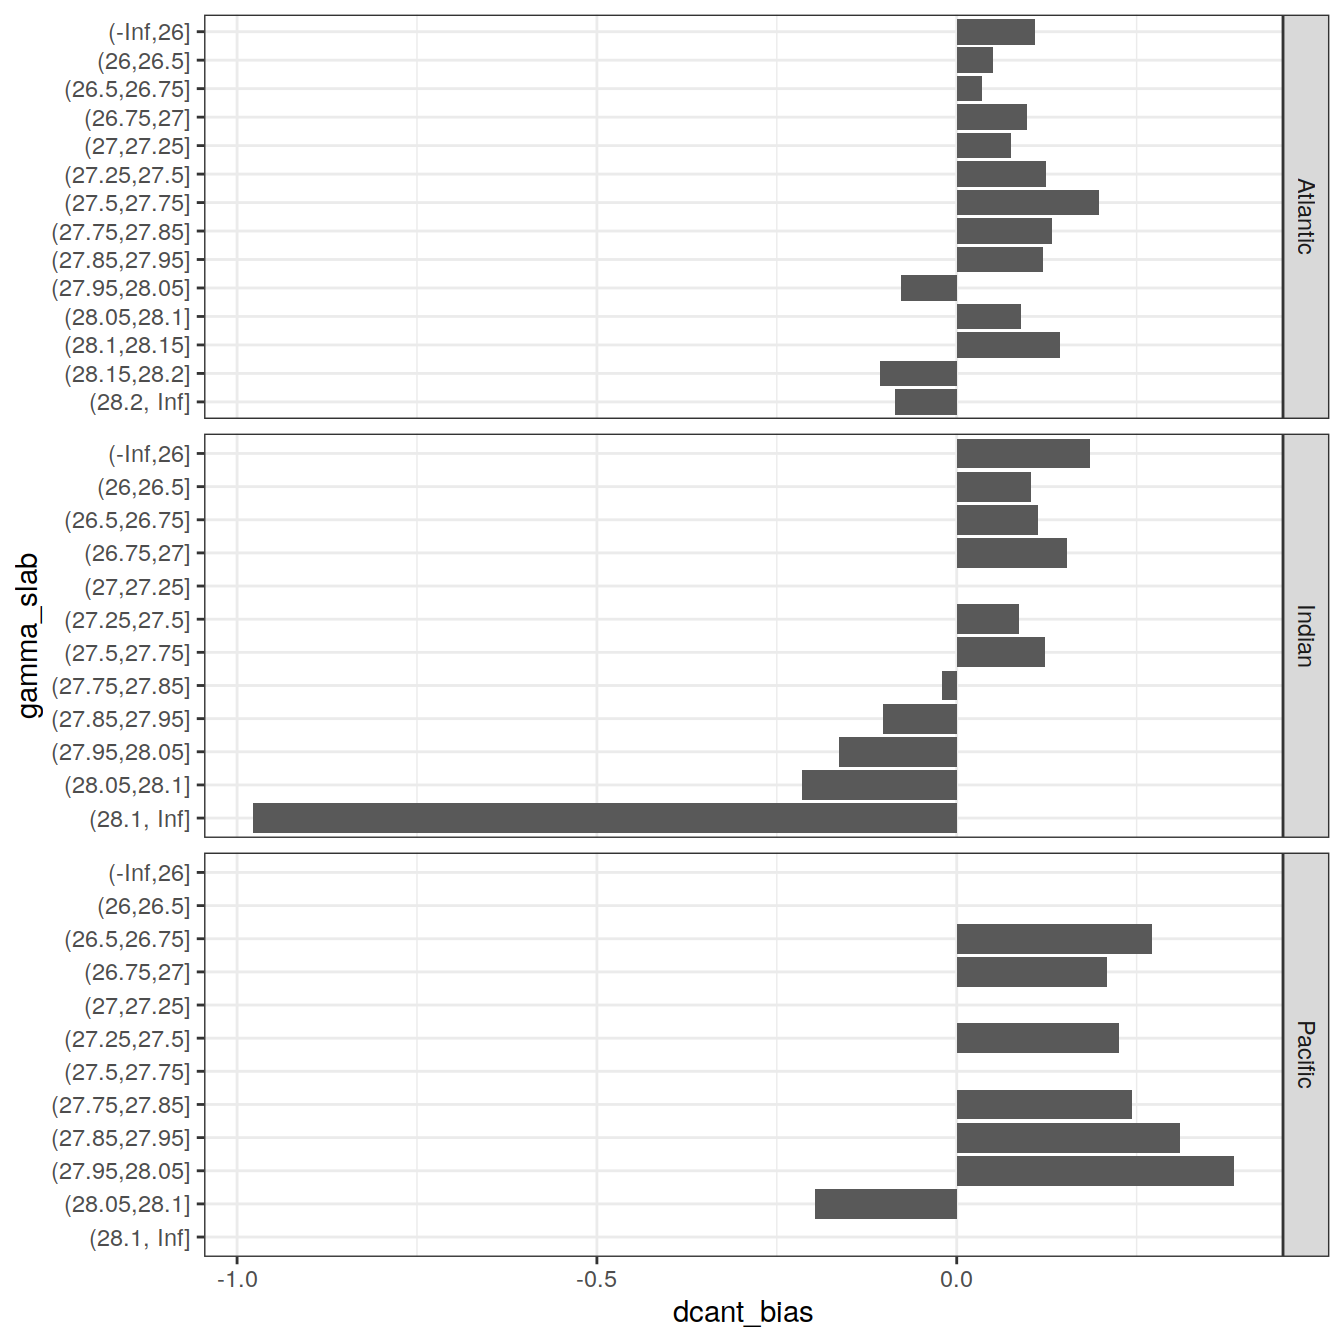 (-Inf,26]
(26,26.5]
(26.5,26.75]
(26.75,27]
(27,27.25]
(27.25,27.5]
(27.5,27.75]
(27.75,27.85]
(27.85,27.95]
(27.95,28.05]
(28.05,28.1]
(28.1,28.15]
(28.15,28.2]
(28.2, Inf]
Atlantic
gamma_slab
(-Inf,26]
(26,26.5]
(26.5,26.75]
(26.75,27]
(27,27.25]
(27.25,27.5]
(27.5,27.75]
(27.75,27.85]
(27.85,27.95]
(27.95,28.05]
(28.05,28.1]
(28.1, Inf]
Indian
(-Inf,26]
(26,26.5]
(26.5,26.75]
(26.75,27]
(27,27.25]
(27.25,27.5]
(27.5,27.75]
(27.75,27.85]
(27.85,27.95]
(27.95,28.05]
(28.05,28.1]
(28.1, Inf]
Pacific
-1.0 -0.5 0.0
dcant_bias